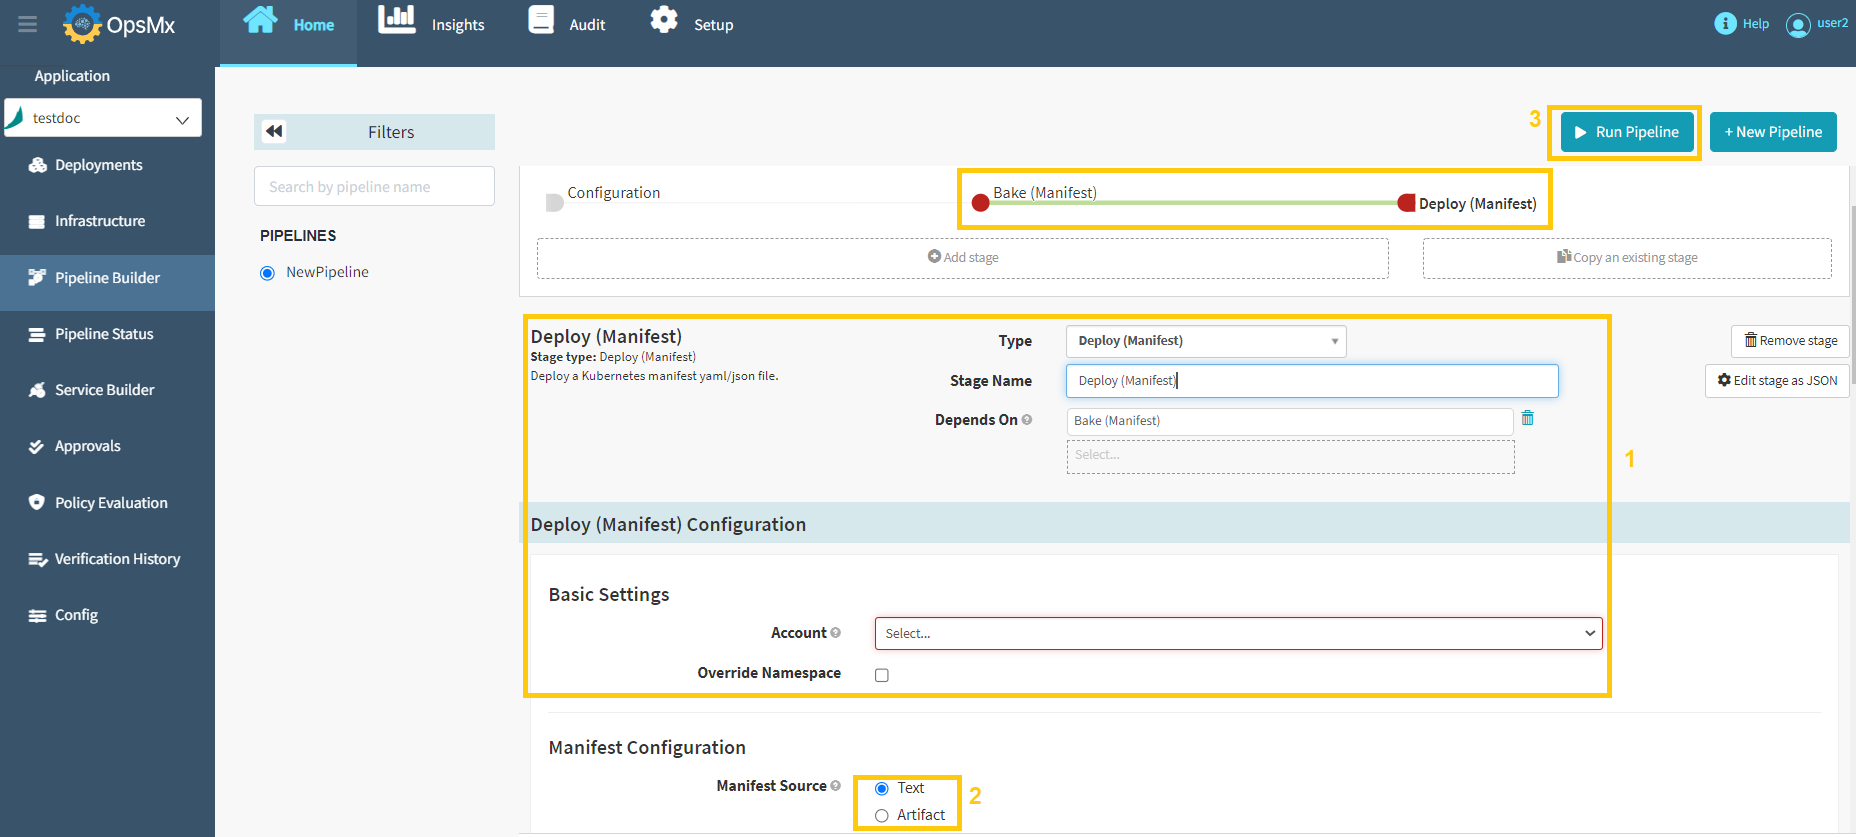 OpsMx
Home
Insights
Audit
Setup
Help
user2
Application
testdoc
Deployments
Infrastructure
Pipeline Builder
Pipeline Status
Service Builder
Approvals
Policy Evaluation
Verification History
Config
Filters
Search by pipeline name
PIPELINES
NewPipeline
3
Run Pipeline
+ New Pipeline
Configuration
Bake (Manifest)
Deploy (Manifest)
Add stage
Copy an existing stage
Deploy (Manifest)
Stage type: Deploy (Manifest)
Deploy a Kubernetes manifest yaml/json file.
Type
Deploy (Manifest)
Stage Name
Deploy (Manifest)
Depends On
Bake (Manifest)
Select...
Remove stage
Edit stage as JSON
1
Deploy (Manifest) Configuration
Basic Settings
Account
Select...
Override Namespace
Manifest Configuration
Manifest Source
Text
Artifact
2